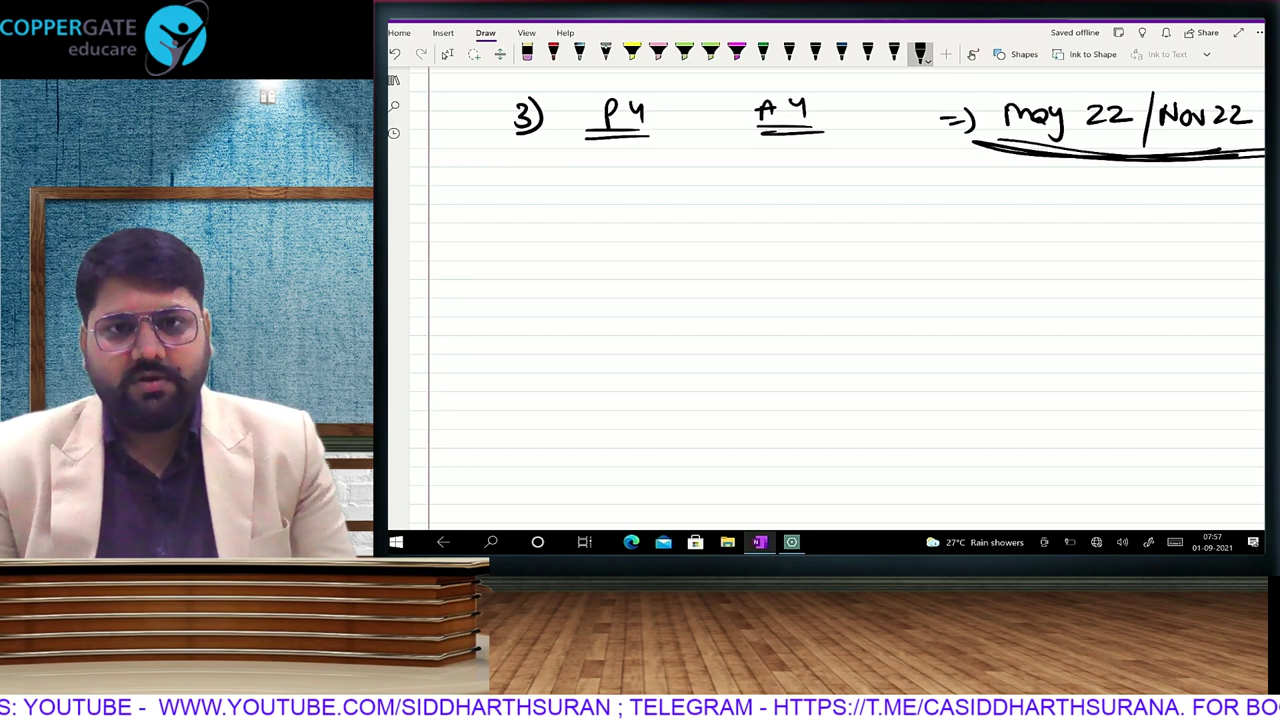 COPPERGATE
educare
Home Insert Draw View Help
Saved offline Share
Shapes Ink to Shape Ink to Text
3) PY AY => May 22 / Nov 22
27°C Rain showers
07:57
01-09-2021
S: YOUTUBE - WWW.YOUTUBE.COM/SIDDHARTHSURAN ; TELEGRAM - HTTPS://T.ME/CASIDDHARTHSURANA. FOR BO